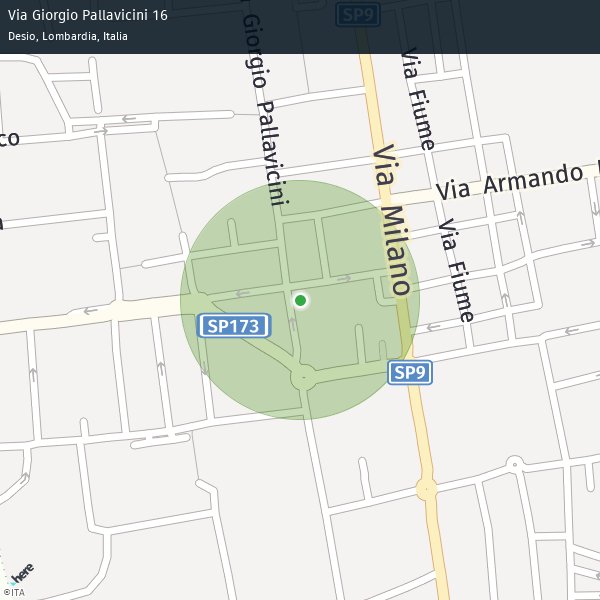 Via Giorgio Pallavicini 16
Desio, Lombardia, Italia
SP9
Giorgio Pallavicini
Via Fiume
co
Via Milano
Via Armando
Via Fiume
SP173
SP9
here
©ITA